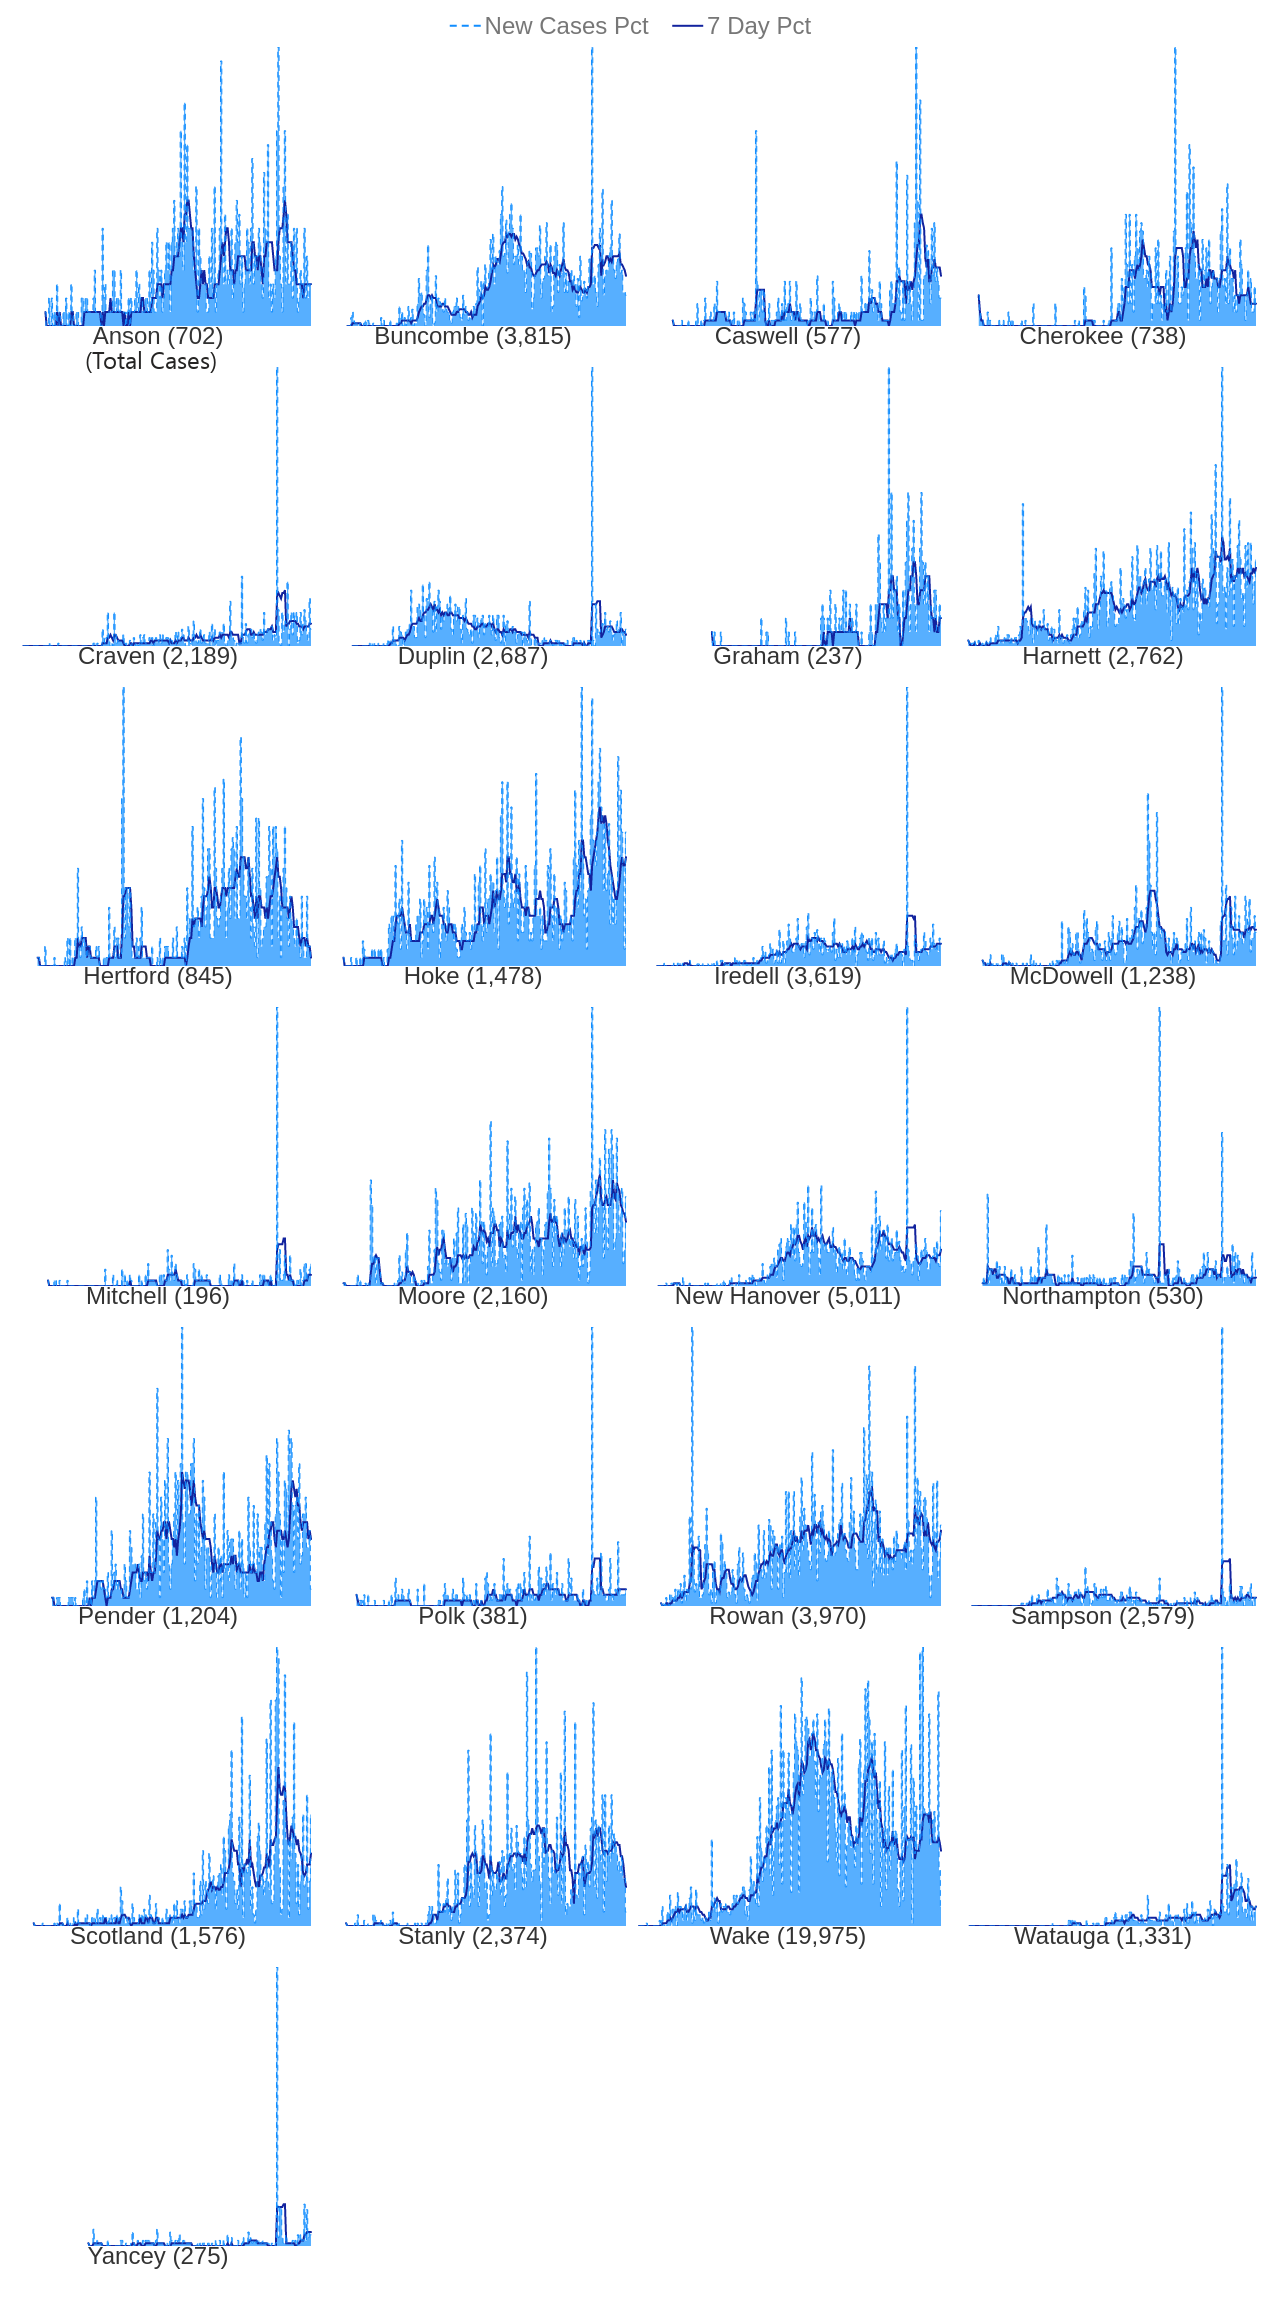 New Cases Pct 7 Day Pct
Anson (702) Buncombe (3,815) Caswell (577) Cherokee (738)
(Total Cases)
Craven (2,189) Duplin (2,687) Graham (237) Harnett (2,762)
Hertford (845) Hoke (1,478) Iredell (3,619) McDowell (1,238)
Mitchell (196) Moore (2,160) New Hanover (5,011) Northampton (530)
Pender (1,204) Polk (381) Rowan (3,970) Sampson (2,579)
Scotland (1,576) Stanly (2,374) Wake (19,975) Watauga (1,331)
Yancey (275)